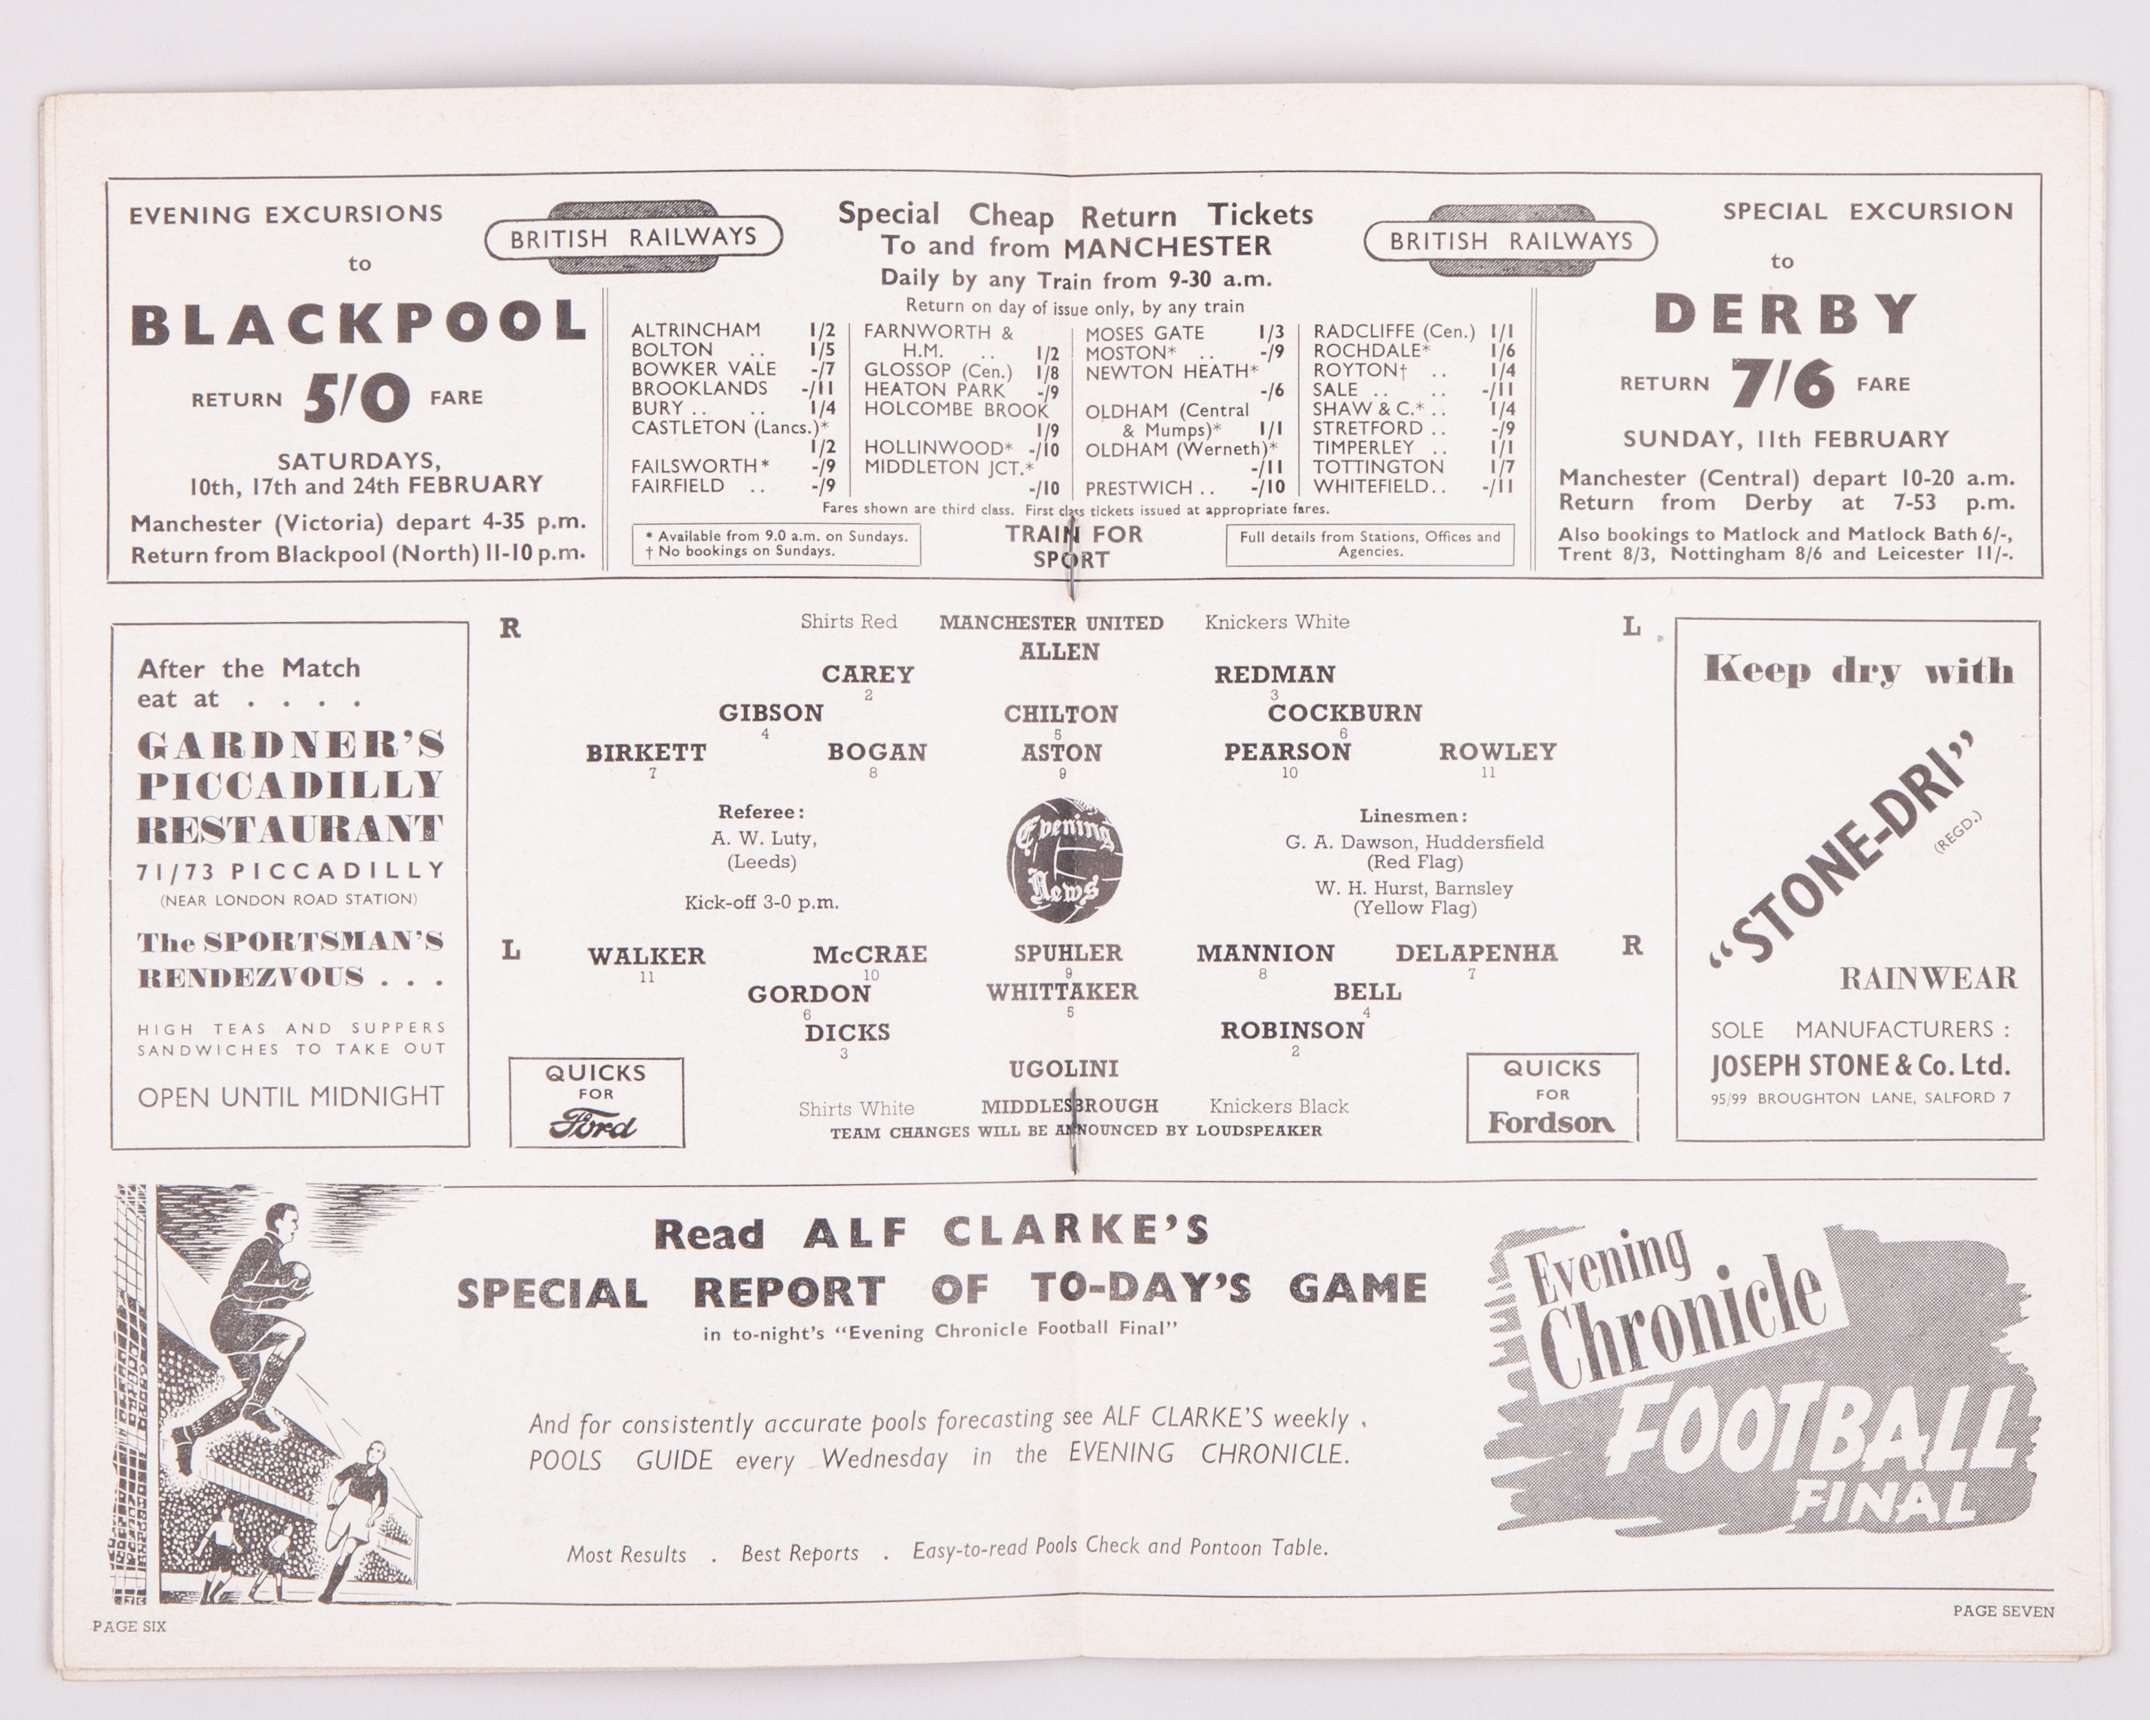 EVENING EXCURSIONS
to
BLACKPOOL
RETURN 5/0 FARE
SATURDAYS,
10th, 17th and 24th FEBRUARY
Manchester (Victoria) depart 4-35 p.m.
Return from Blackpool (North) 11-10 p.m.
BRITISH RAILWAYS
Special Cheap Return Tickets
To and from MANCHESTER
Daily by any Train from 9-30 a.m.
Return on day of issue only, by any train
ALTRINCHAM 1/2
BOLTON .. 1/5
BOWKER VALE -/7
BROOKLANDS -/11
BURY .. .. 1/4
CASTLETON (Lancs.)*
1/2
FAILSWORTH* -/9
FAIRFIELD .. -/9
FARNWORTH &
H.M. .. 1/2
GLOSSOP (Cen.) 1/8
HEATON PARK -/9
HOLCOMBE BROOK
1/9
HOLLINWOOD* -/10
MIDDLETON JCT.*
-/10
MOSES GATE 1/3
MOSTON* .. -/9
NEWTON HEATH*
-/6
OLDHAM (Central
& Mumps)* 1/1
OLDHAM (Werneth)*
-/11
PRESTWICH .. -/10
RADCLIFFE (Cen.) 1/1
ROCHDALE* 1/6
ROYTON† .. 1/4
SALE .. .. -/11
SHAW & C.* .. 1/4
STRETFORD .. -/9
TIMPERLEY .. 1/1
TOTTINGTON 1/7
WHITEFIELD.. -/11
Fares shown are third class. First class tickets issued at appropriate fares.
* Available from 9.0 a.m. on Sundays.
† No bookings on Sundays.
TRAIN FOR
SPORT
Full details from Stations, Offices and
Agencies.
BRITISH RAILWAYS
SPECIAL EXCURSION
to
DERBY
RETURN 7/6 FARE
SUNDAY, 11th FEBRUARY
Manchester (Central) depart 10-20 a.m.
Return from Derby at 7-53 p.m.
Also bookings to Matlock and Matlock Bath 6/-,
Trent 8/3, Nottingham 8/6 and Leicester 11/-.
After the Match
eat at . . . .
GARDNER'S
PICCADILLY
RESTAURANT
71/73 PICCADILLY
(NEAR LONDON ROAD STATION)
The SPORTSMAN'S
RENDEZVOUS . . .
HIGH TEAS AND SUPPERS
SANDWICHES TO TAKE OUT
OPEN UNTIL MIDNIGHT
R Shirts Red MANCHESTER UNITED Knickers White L
ALLEN
CAREY REDMAN
2 3
GIBSON CHILTON COCKBURN
4 5 6
BIRKETT BOGAN ASTON PEARSON ROWLEY
7 8 9 10 11
Referee:
A. W. Luty,
(Leeds)
Kick-off 3-0 p.m.
Evening
News
Linesmen:
G. A. Dawson, Huddersfield
(Red Flag)
W. H. Hurst, Barnsley
(Yellow Flag)
L WALKER McCRAE SPUHLER MANNION DELAPENHA R
11 10 9 8 7
GORDON WHITTAKER BELL
6 5 4
DICKS ROBINSON
3 2
UGOLINI
Shirts White MIDDLESBROUGH Knickers Black
TEAM CHANGES WILL BE ANNOUNCED BY LOUDSPEAKER
QUICKS
FOR
Ford
QUICKS
FOR
Fordson
Keep dry with
"STONE-DRI"
(REGD.)
RAINWEAR
SOLE MANUFACTURERS :
JOSEPH STONE & Co. Ltd.
95/99 BROUGHTON LANE, SALFORD 7
Read ALF CLARKE'S
SPECIAL REPORT OF TO-DAY'S GAME
in to-night's "Evening Chronicle Football Final"
And for consistently accurate pools forecasting see ALF CLARKE'S weekly
POOLS GUIDE every Wednesday in the EVENING CHRONICLE.
Most Results . Best Reports . Easy-to-read Pools Check and Pontoon Table.
Evening
Chronicle
FOOTBALL
FINAL
PAGE SIX
PAGE SEVEN